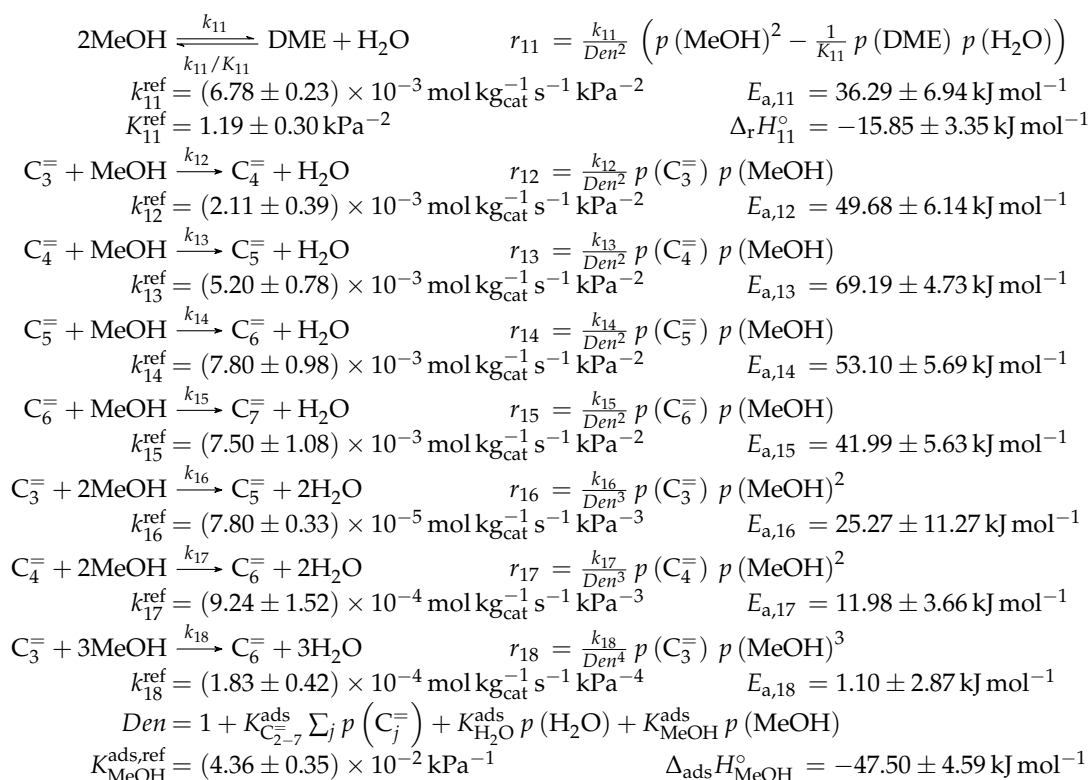 2MeOH ⇌ DME + H₂O (k₁₁ above, k₁₁/K₁₁ below) r₁₁ = k₁₁/Den² (p(MeOH)² − 1/K₁₁ p(DME) p(H₂O))
k₁₁^ref = (6.78 ± 0.23) × 10⁻³ mol kg_cat⁻¹ s⁻¹ kPa⁻² E_a,11 = 36.29 ± 6.94 kJ mol⁻¹
K₁₁^ref = 1.19 ± 0.30 kPa⁻² Δ_rH°₁₁ = −15.85 ± 3.35 kJ mol⁻¹
C₃⁼ + MeOH —k₁₂→ C₄⁼ + H₂O r₁₂ = k₁₂/Den² p(C₃⁼) p(MeOH)
k₁₂^ref = (2.11 ± 0.39) × 10⁻³ mol kg_cat⁻¹ s⁻¹ kPa⁻² E_a,12 = 49.68 ± 6.14 kJ mol⁻¹
C₄⁼ + MeOH —k₁₃→ C₅⁼ + H₂O r₁₃ = k₁₃/Den² p(C₄⁼) p(MeOH)
k₁₃^ref = (5.20 ± 0.78) × 10⁻³ mol kg_cat⁻¹ s⁻¹ kPa⁻² E_a,13 = 69.19 ± 4.73 kJ mol⁻¹
C₅⁼ + MeOH —k₁₄→ C₆⁼ + H₂O r₁₄ = k₁₄/Den² p(C₅⁼) p(MeOH)
k₁₄^ref = (7.80 ± 0.98) × 10⁻³ mol kg_cat⁻¹ s⁻¹ kPa⁻² E_a,14 = 53.10 ± 5.69 kJ mol⁻¹
C₆⁼ + MeOH —k₁₅→ C₇⁼ + H₂O r₁₅ = k₁₅/Den² p(C₆⁼) p(MeOH)
k₁₅^ref = (7.50 ± 1.08) × 10⁻³ mol kg_cat⁻¹ s⁻¹ kPa⁻² E_a,15 = 41.99 ± 5.63 kJ mol⁻¹
C₃⁼ + 2MeOH —k₁₆→ C₅⁼ + 2H₂O r₁₆ = k₁₆/Den³ p(C₃⁼) p(MeOH)²
k₁₆^ref = (7.80 ± 0.33) × 10⁻⁵ mol kg_cat⁻¹ s⁻¹ kPa⁻³ E_a,16 = 25.27 ± 11.27 kJ mol⁻¹
C₄⁼ + 2MeOH —k₁₇→ C₆⁼ + 2H₂O r₁₇ = k₁₇/Den³ p(C₄⁼) p(MeOH)²
k₁₇^ref = (9.24 ± 1.52) × 10⁻⁴ mol kg_cat⁻¹ s⁻¹ kPa⁻³ E_a,17 = 11.98 ± 3.66 kJ mol⁻¹
C₃⁼ + 3MeOH —k₁₈→ C₆⁼ + 3H₂O r₁₈ = k₁₈/Den⁴ p(C₃⁼) p(MeOH)³
k₁₈^ref = (1.83 ± 0.42) × 10⁻⁴ mol kg_cat⁻¹ s⁻¹ kPa⁻⁴ E_a,18 = 1.10 ± 2.87 kJ mol⁻¹
Den = 1 + K^ads_C₂₋₇⁼ ∑_j p(C_j⁼) + K^ads_H₂O p(H₂O) + K^ads_MeOH p(MeOH)
K^ads,ref_MeOH = (4.36 ± 0.35) × 10⁻² kPa⁻¹ Δ_adsH°_MeOH = −47.50 ± 4.59 kJ mol⁻¹